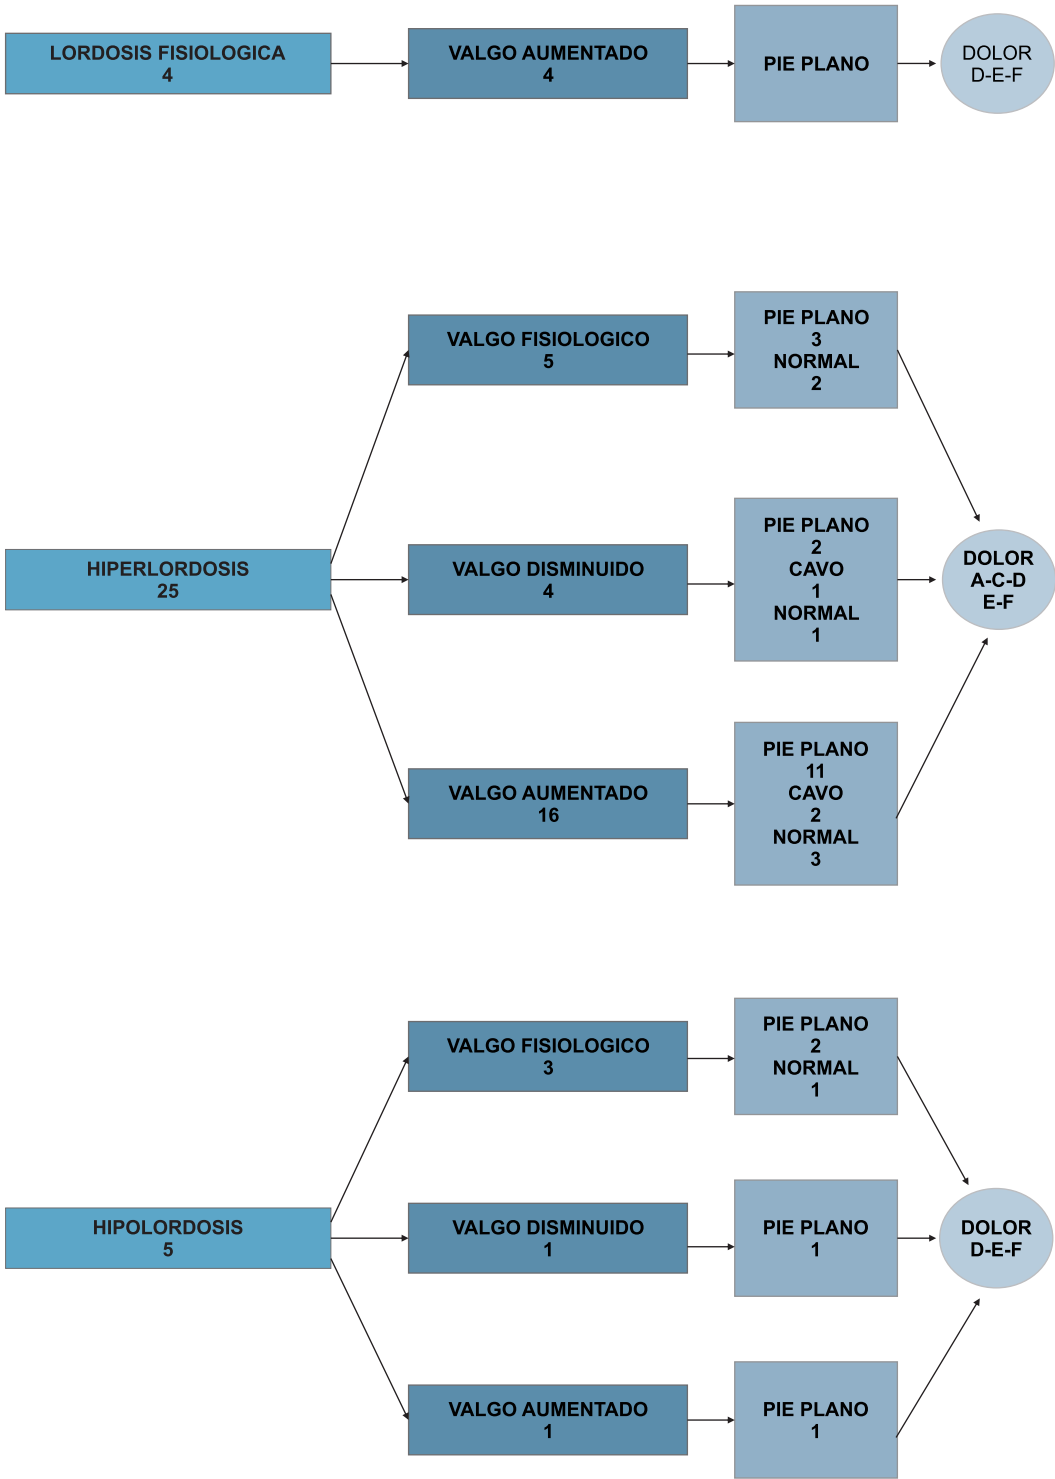 LORDOSIS FISIOLOGICA
4
VALGO AUMENTADO
4
PIE PLANO
DOLOR
D-E-F
HIPERLORDOSIS
25
VALGO FISIOLOGICO
5
PIE PLANO
3
NORMAL
2
VALGO DISMINUIDO
4
PIE PLANO
2
CAVO
1
NORMAL
1
VALGO AUMENTADO
16
PIE PLANO
11
CAVO
2
NORMAL
3
DOLOR
A-C-D
E-F
HIPOLORDOSIS
5
VALGO FISIOLOGICO
3
PIE PLANO
2
NORMAL
1
VALGO DISMINUIDO
1
PIE PLANO
1
VALGO AUMENTADO
1
PIE PLANO
1
DOLOR
D-E-F